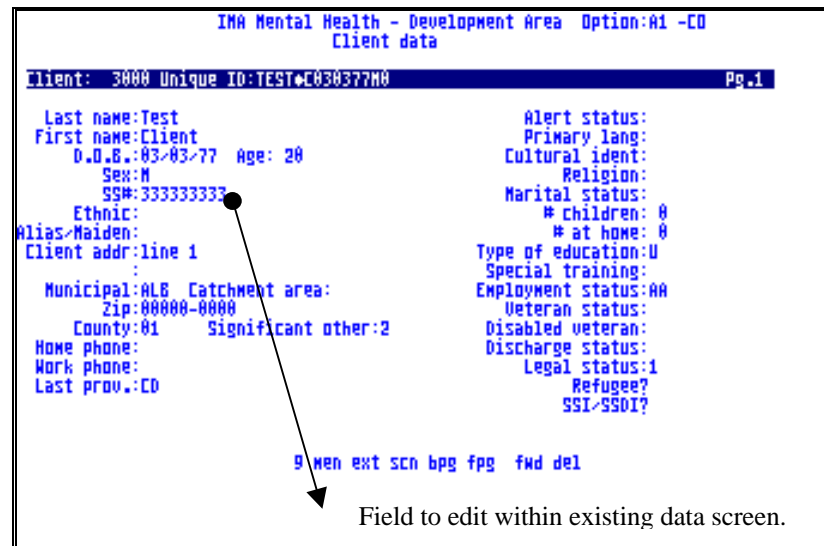 IMA Mental Health - Development Area Option:A1 -CO
Client data
Client: 3000 Unique ID:TEST◆C030377M0 Pg.1
Last name:Test Alert status:
First name:Client Primary lang:
D.O.B.:03/03/77 Age: 20 Cultural ident:
Sex:M Religion:
SS#:333333333 Marital status:
Ethnic: # children: 0
Alias/Maiden: # at home: 0
Client addr:line 1 Type of education:U
: Special training:
Municipal:ALB Catchment area: Employment status:AA
Zip:00000-0000 Veteran status:
County:01 Significant other:2 Disabled veteran:
Home phone: Discharge status:
Work phone: Legal status:1
Last prov.:CD Refugee?
SSI/SSDI?
9 men ext scn bpg fpg fwd del
Field to edit within existing data screen.